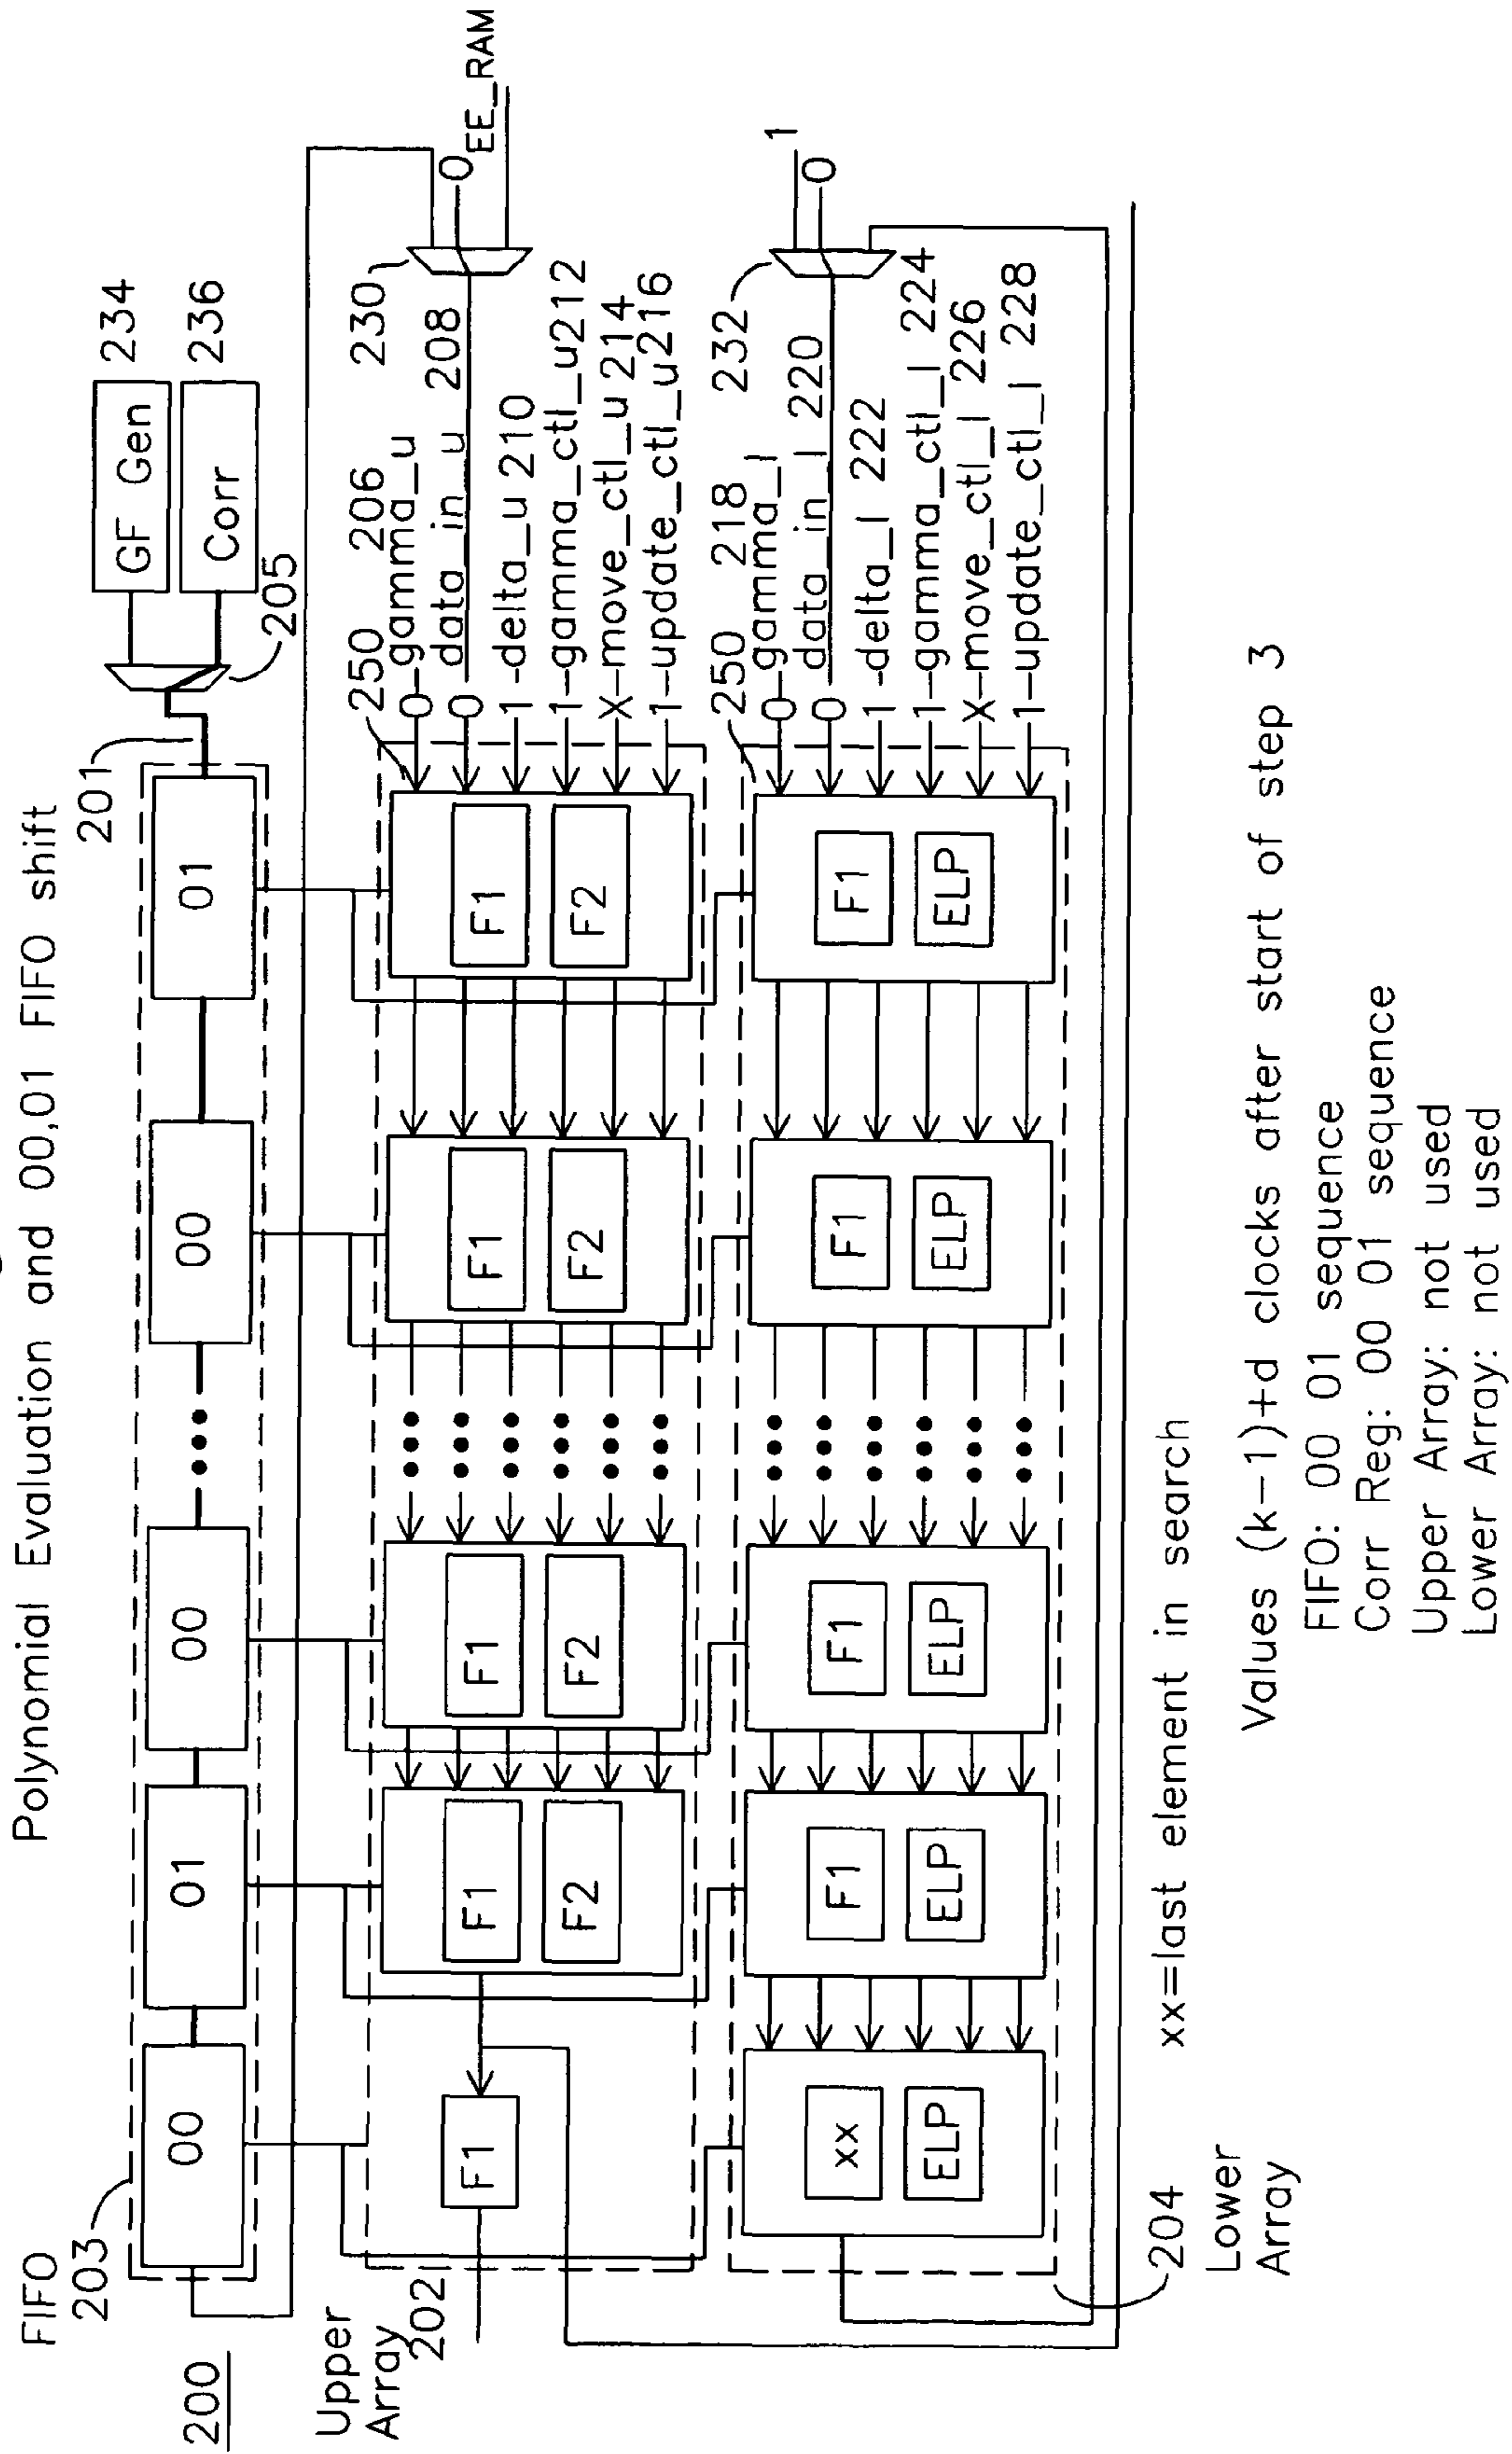 Polynomial Evaluation and 00,01 FIFO shift
FIFO
203
200
00
01
00
00
01
201
205
GF Gen
234
Corr
236
Upper
Array
202
F1
F1
F2
F1
F2
F1
F2
F1
F2
250
0
gamma_u
206
0
data_in_u
208
1
delta_u 210
1
gamma_ctl_u212
X
move_ctl_u 214
1
update_ctl_u216
230
0
EE_RAM
xx
ELP
F1
ELP
F1
ELP
F1
ELP
F1
ELP
250
0
gamma_l
218
0
data_in_l 220
1
delta_l 222
1
gamma_ctl_l 224
X
move_ctl_l 226
1
update_ctl_l 228
232
1
0
204
Lower
Array
xx=last element in search
Values (k-1)+d clocks after start of step 3
FIFO: 00 01 sequence
Corr Reg: 00 01 sequence
Upper Array: not used
Lower Array: not used